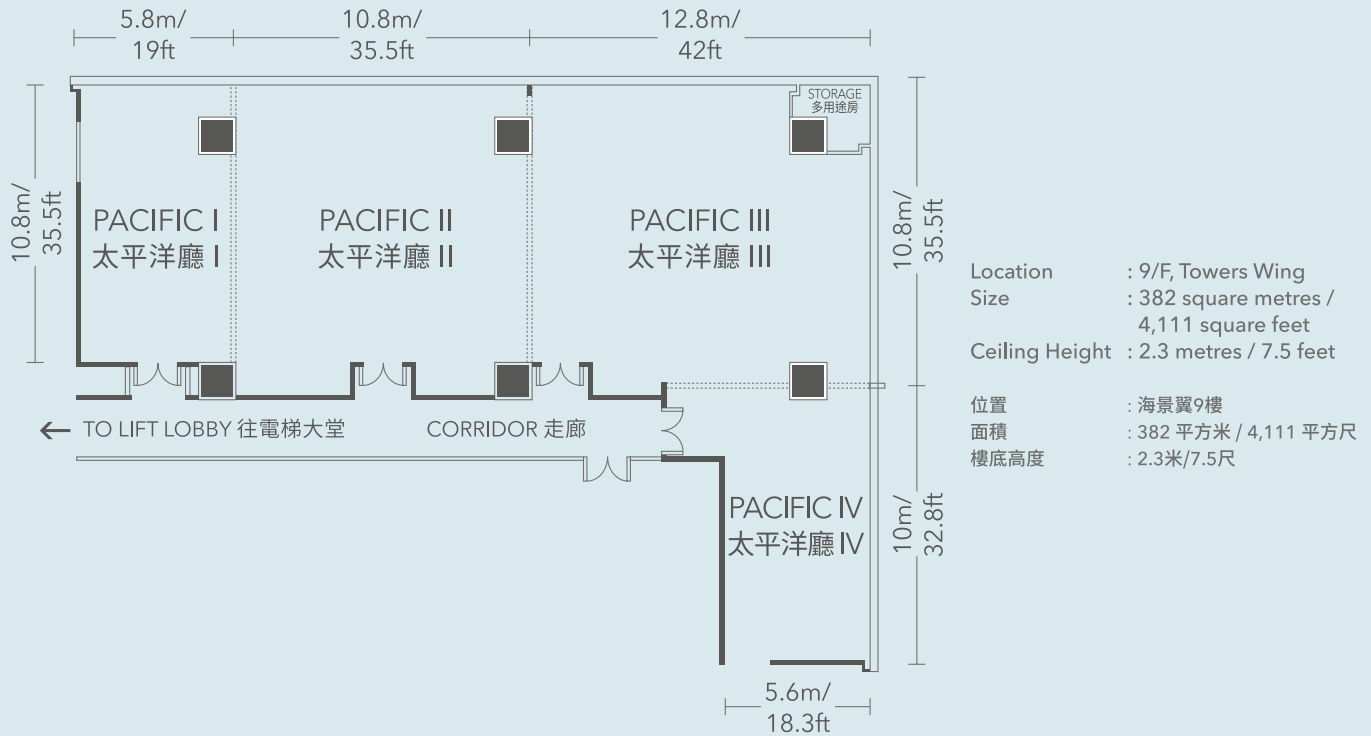 5.8m/
19ft
10.8m/
35.5ft
12.8m/
42ft
STORAGE
多用途房
10.8m/
35.5ft
PACIFIC I
太平洋廳 I
PACIFIC II
太平洋廳 II
PACIFIC III
太平洋廳 III
10.8m/
35.5ft
Location : 9/F, Towers Wing
Size : 382 square metres /
4,111 square feet
Ceiling Height : 2.3 metres / 7.5 feet
位置 : 海景翼9樓
面積 : 382 平方米 / 4,111 平方尺
樓底高度 : 2.3米/7.5尺
← TO LIFT LOBBY 往電梯大堂
CORRIDOR 走廊
PACIFIC IV
太平洋廳 IV
10m/
32.8ft
5.6m/
18.3ft